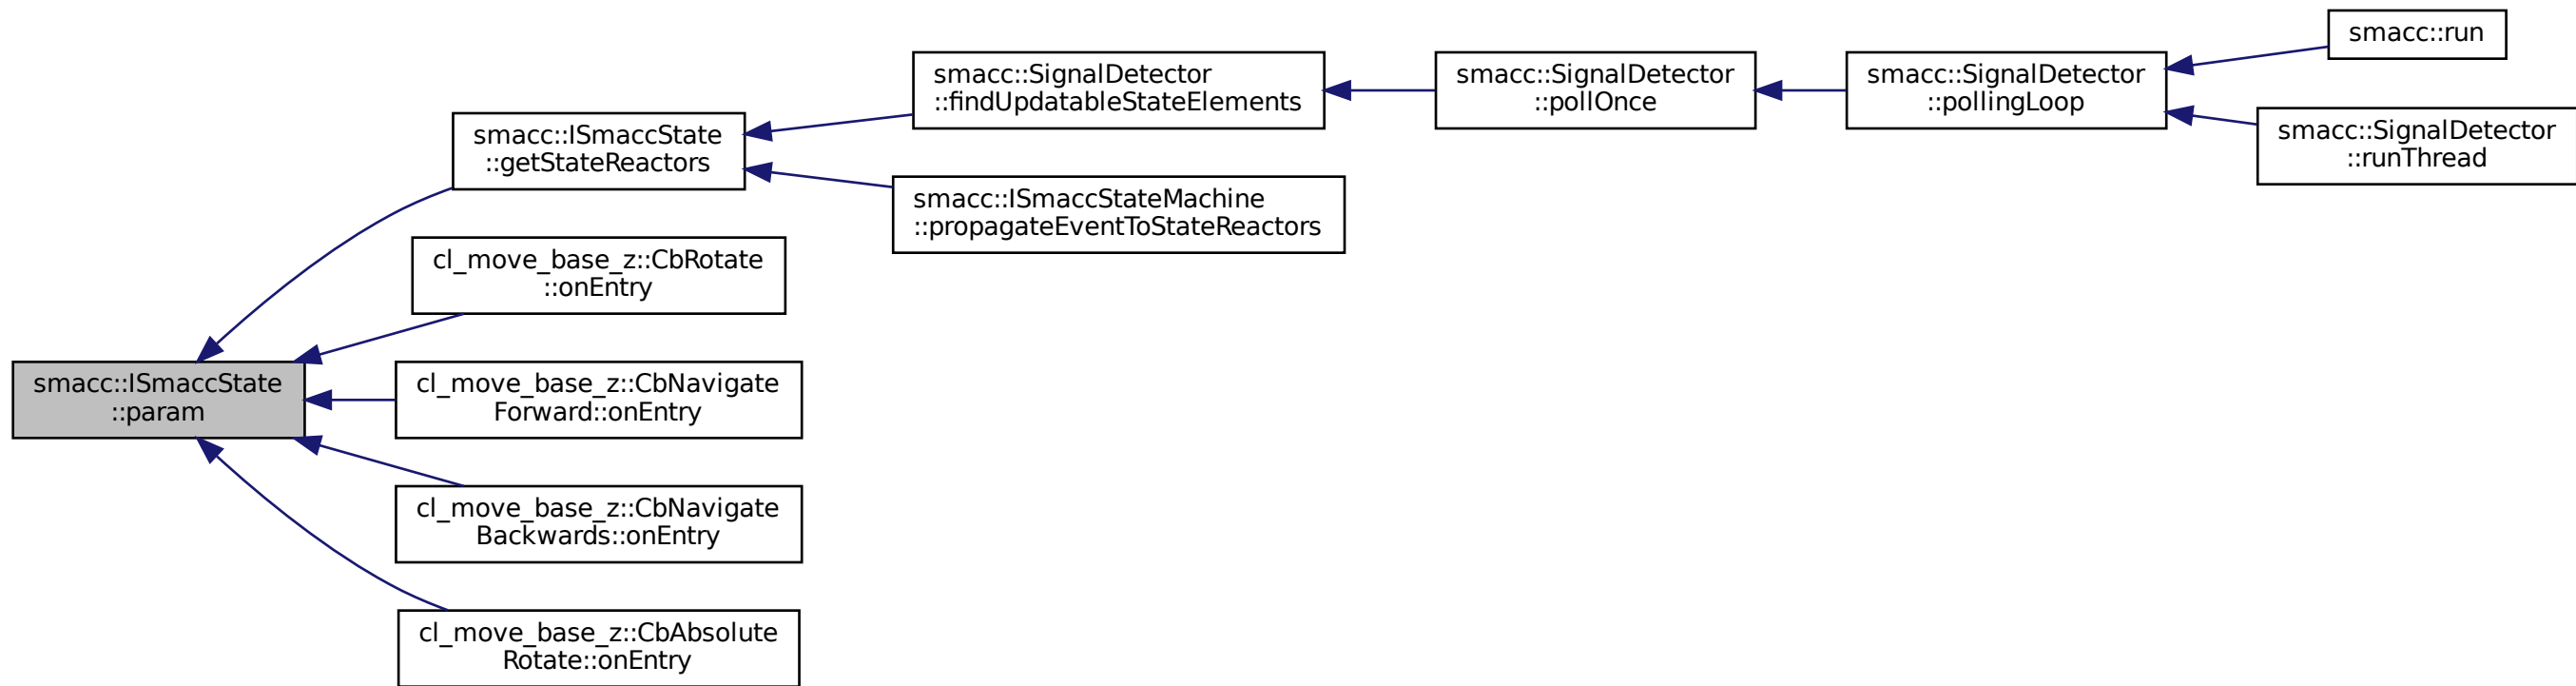 smacc::run
smacc::SignalDetector
::findUpdatableStateElements
smacc::SignalDetector
::pollOnce
smacc::SignalDetector
::pollingLoop
smacc::ISmaccState
::getStateReactors
smacc::SignalDetector
::runThread
smacc::ISmaccStateMachine
::propagateEventToStateReactors
cl_move_base_z::CbRotate
::onEntry
smacc::ISmaccState
::param
cl_move_base_z::CbNavigate
Forward::onEntry
cl_move_base_z::CbNavigate
Backwards::onEntry
cl_move_base_z::CbAbsolute
Rotate::onEntry